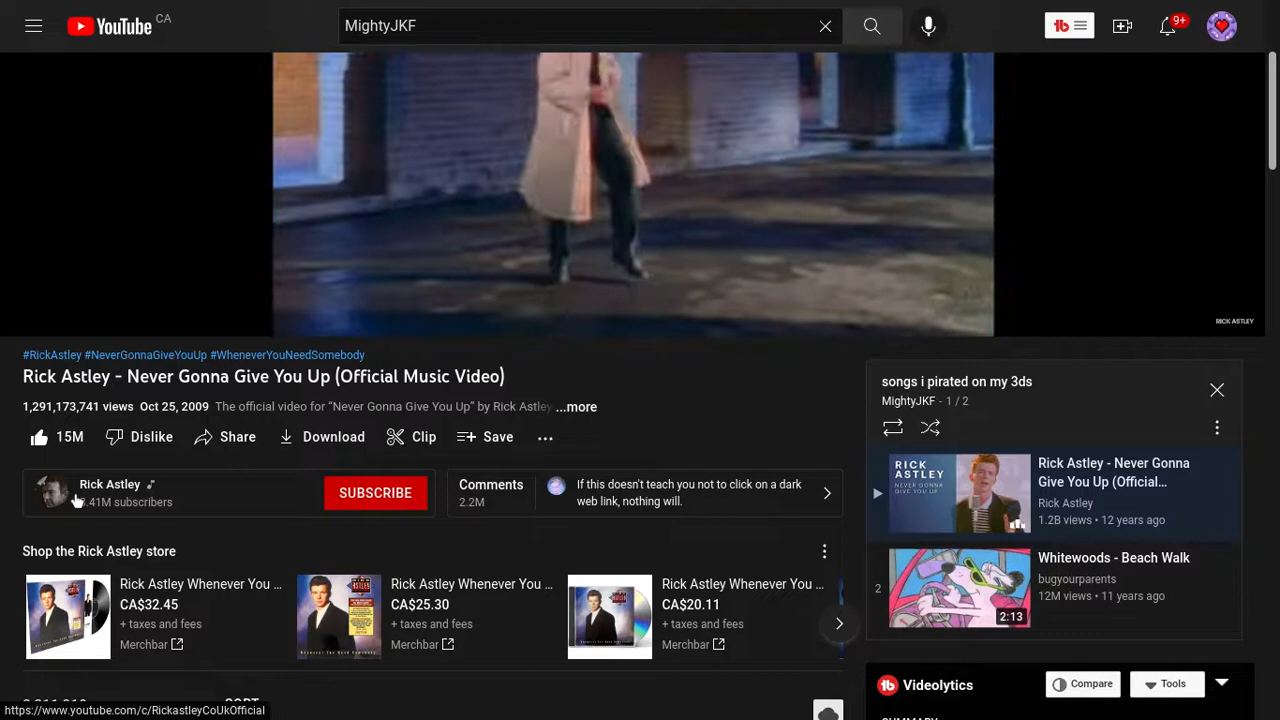 YouTube CA
MightyJKF
9+
RICK ASTLEY
#RickAstley #NeverGonnaGiveYouUp #WheneverYouNeedSomebody
Rick Astley - Never Gonna Give You Up (Official Music Video)
1,291,173,741 views Oct 25, 2009 The official video for “Never Gonna Give You Up” by Rick Astley ...more
15M Dislike Share Download Clip Save
Rick Astley
.41M subscribers
SUBSCRIBE
Comments
2.2M
If this doesn't teach you not to click on a dark
web link, nothing will.
songs i pirated on my 3ds
MightyJKF - 1 / 2
RICK
ASTLEY
NEVER GONNA
GIVE YOU UP
Rick Astley - Never Gonna
Give You Up (Official...
Rick Astley
1.2B views • 12 years ago
2
2:13
Whitewoods - Beach Walk
bugyourparents
12M views • 11 years ago
Shop the Rick Astley store
Rick Astley Whenever You ...
CA$32.45
+ taxes and fees
Merchbar
Rick Astley Whenever You ...
CA$25.30
+ taxes and fees
Merchbar
Rick Astley Whenever You ...
CA$20.11
+ taxes and fees
Merchbar
tb Videolytics
Compare
Tools
https://www.youtube.com/c/RickastleyCoUkOfficial